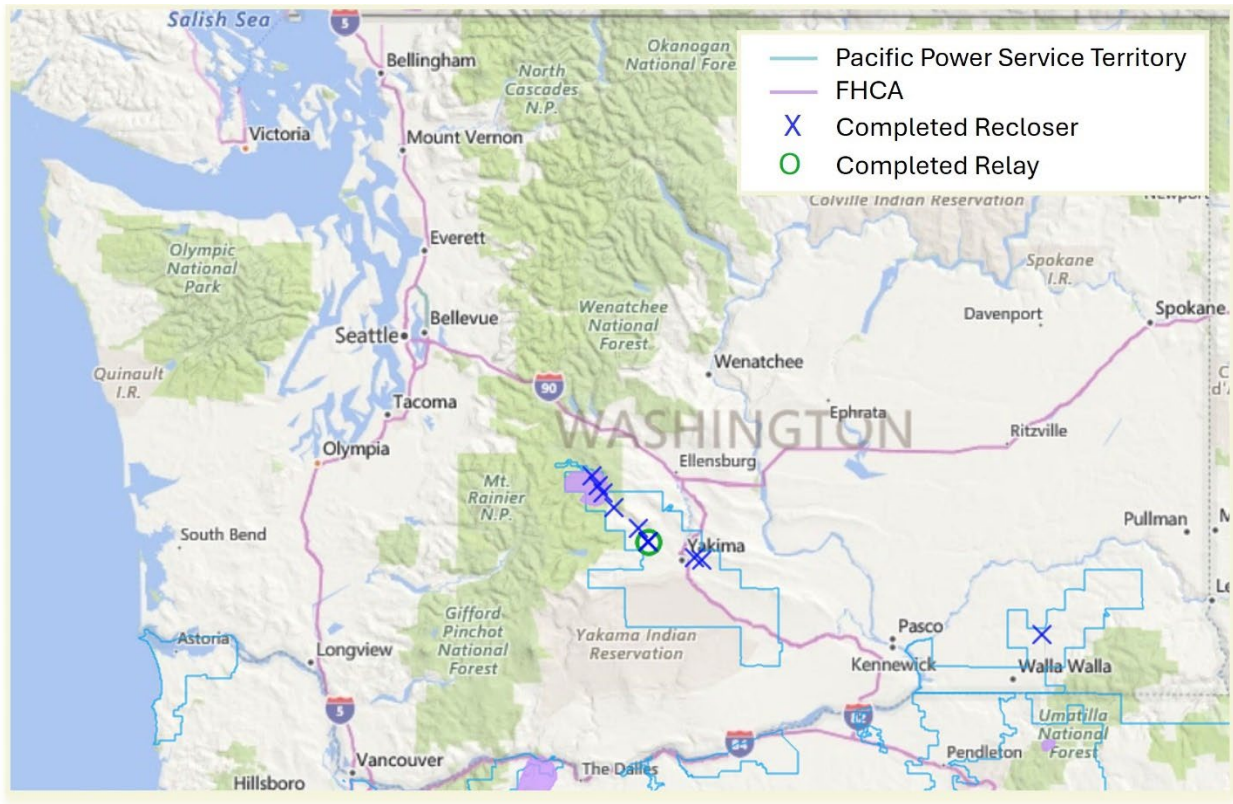 Salish Sea
5
Bellingham
Okanogan
National Fore
North
Cascades
N.P.
Pacific Power Service Territory
FHCA
X Completed Recloser
O Completed Relay
Victoria
Mount Vernon
Colville Indian Reservation
Newport
Everett
Olympic
National
Park
Spokane
I.R.
Wenatchee
National
Forest
Davenport
Spokane
Bellevue
Seattle
Wenatchee
Quinault
I.R.
90
Tacoma
Ephrata
WASHINGTON
Ritzville
Olympia
Ellensburg
Mt.
Rainier
N.P.
Pullman
South Bend
Yakima
Gifford
Pinchot
National
Forest
Yakama Indian
Reservation
Pasco
Astoria
Longview
Kennewick
Walla Walla
5
82
Umatilla
National
Forest
84
Pendleton
Vancouver
The Dalles
Hillsboro